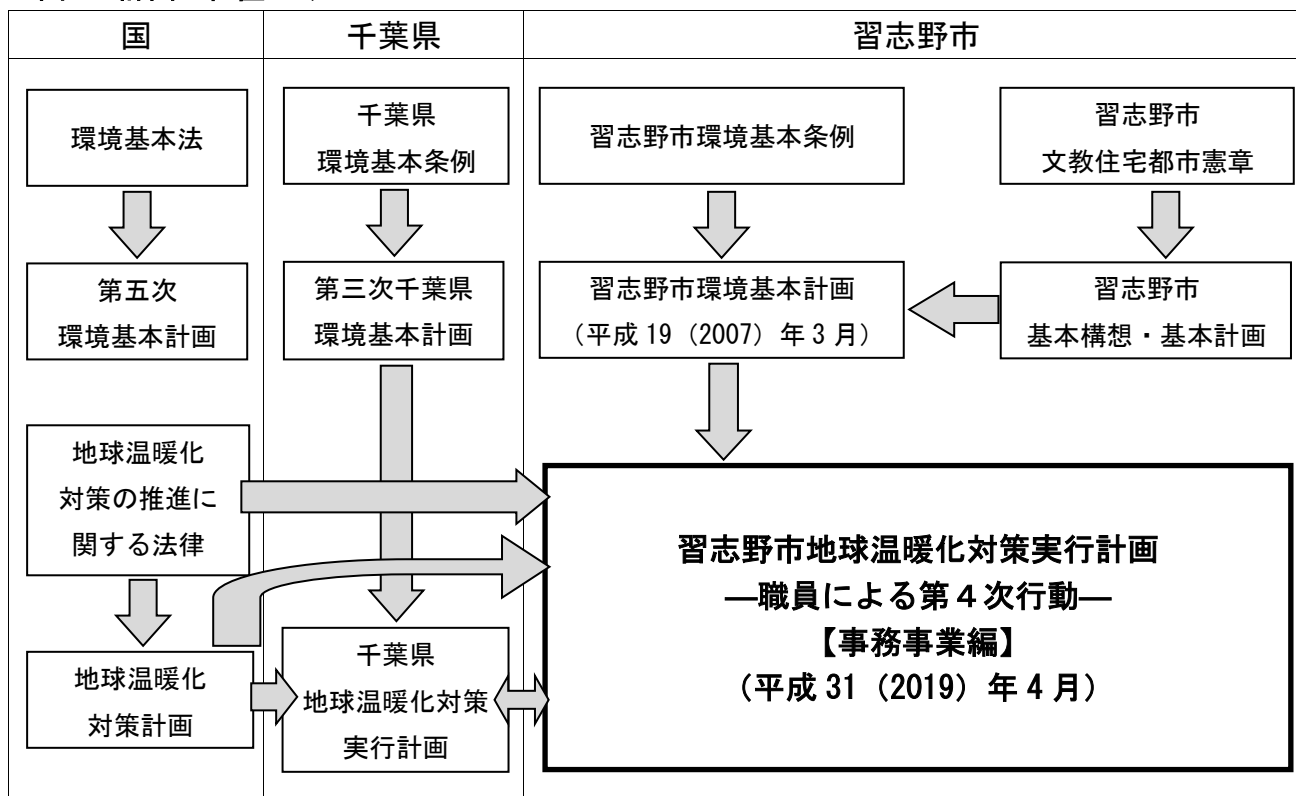 国
千葉県
習志野市
環境基本法
千葉県
環境基本条例
習志野市環境基本条例
習志野市
文教住宅都市憲章
第五次
環境基本計画
第三次千葉県
環境基本計画
習志野市環境基本計画
（平成 19（2007）年 3 月）
習志野市
基本構想・基本計画
地球温暖化
対策の推進に
関する法律
地球温暖化
対策計画
千葉県
地球温暖化対策
実行計画
習志野市地球温暖化対策実行計画
―職員による第４次行動―
【事務事業編】
（平成 31（2019）年 4 月）